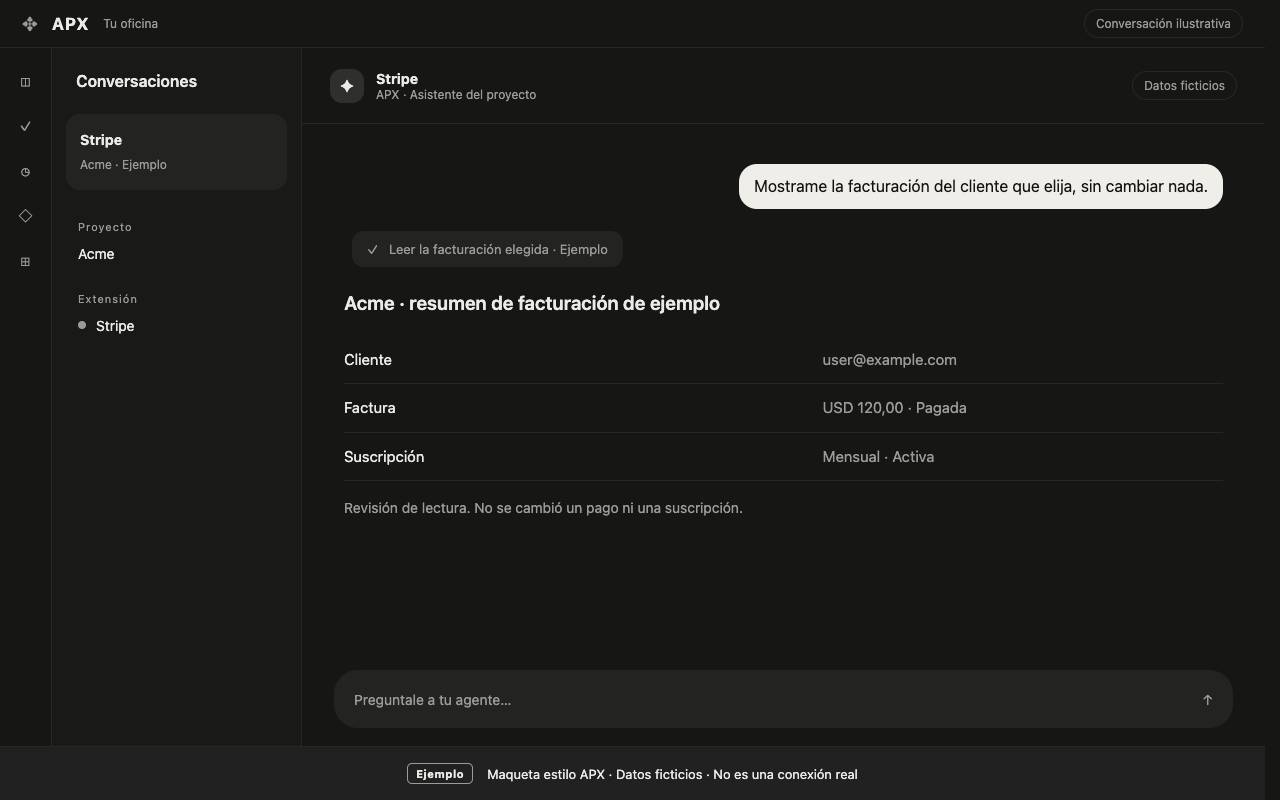 APX Tu oficina
Conversación ilustrativa
Conversaciones
Stripe
Acme · Ejemplo
Proyecto
Acme
Extensión
Stripe
Stripe
APX · Asistente del proyecto
Datos ficticios
Mostrame la facturación del cliente que elija, sin cambiar nada.
Leer la facturación elegida · Ejemplo
Acme · resumen de facturación de ejemplo
Cliente user@example.com
Factura USD 120,00 · Pagada
Suscripción Mensual · Activa
Revisión de lectura. No se cambió un pago ni una suscripción.
Preguntale a tu agente...
Ejemplo Maqueta estilo APX · Datos ficticios · No es una conexión real